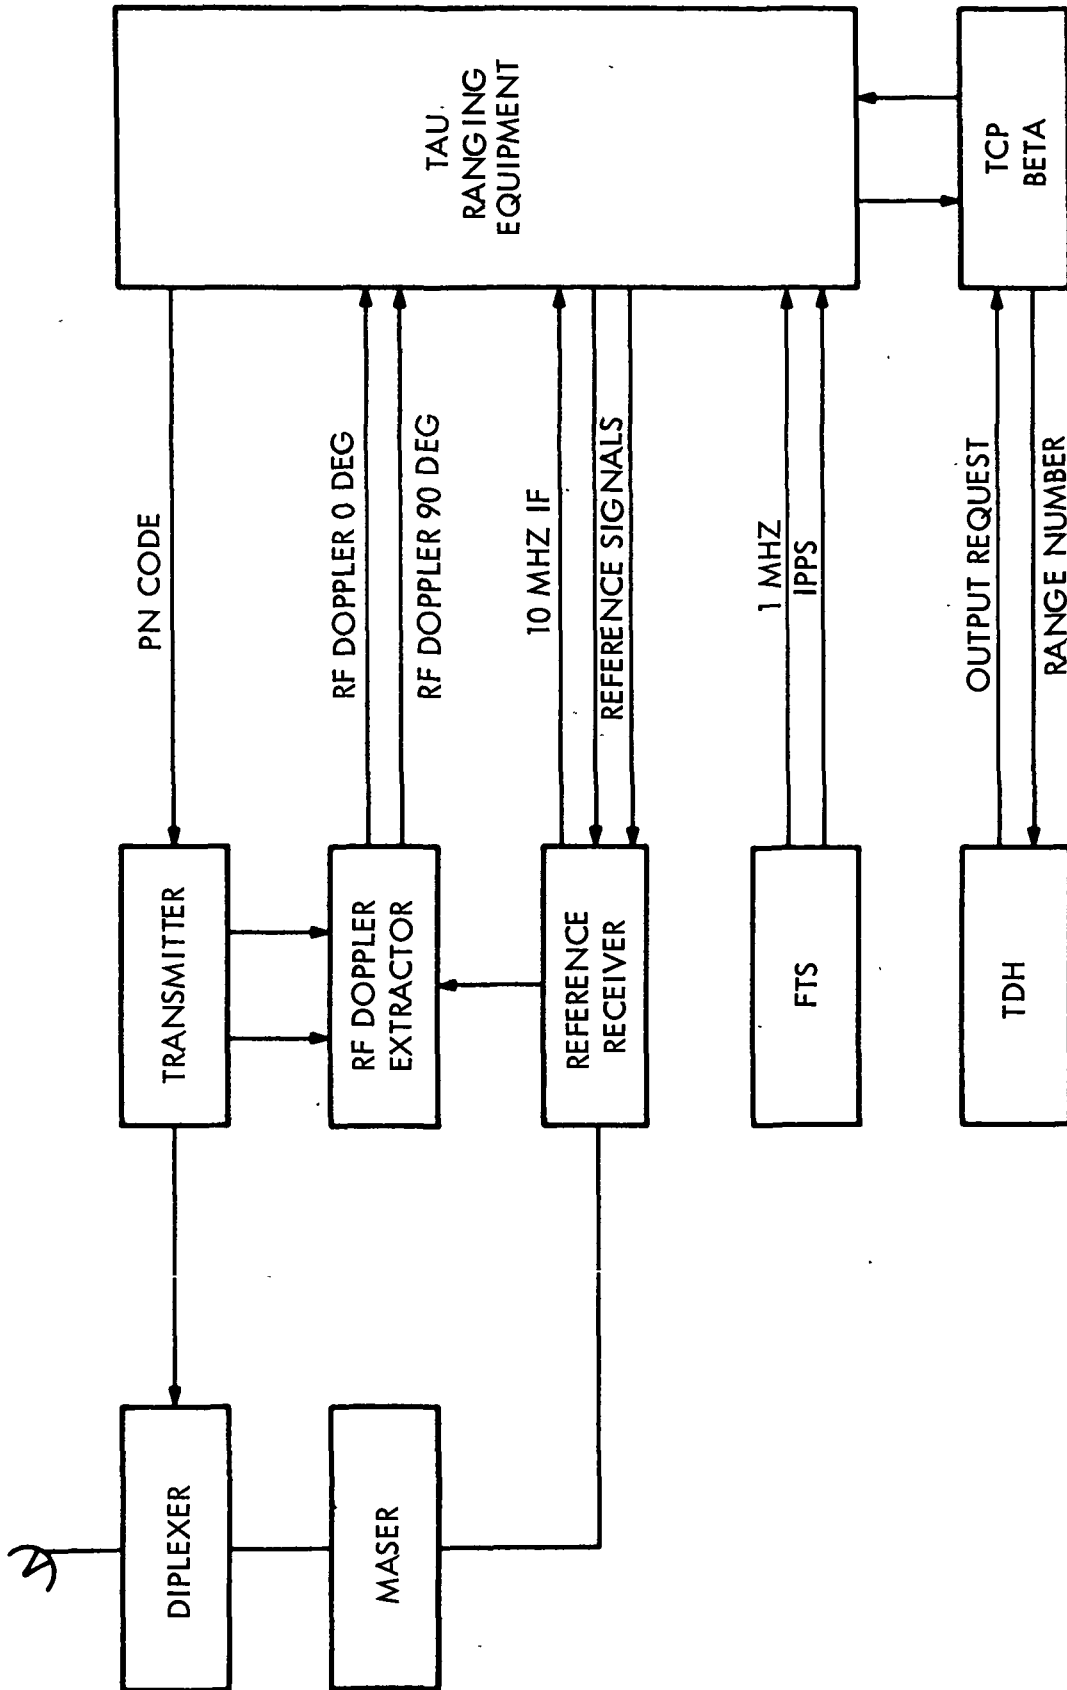 DIPLEXER
MASER
TRANSMITTER
RF DOPPLER
EXTRACTOR
REFERENCE
RECEIVER
FTS
TDH
PN CODE
RF DOPPLER 0 DEG
RF DOPPLER 90 DEG
10 MHZ IF
REFERENCE SIGNALS
1 MHZ
IPPS
OUTPUT REQUEST
RANGE NUMBER
TAU
RANGING
EQUIPMENT
TCP
BETA